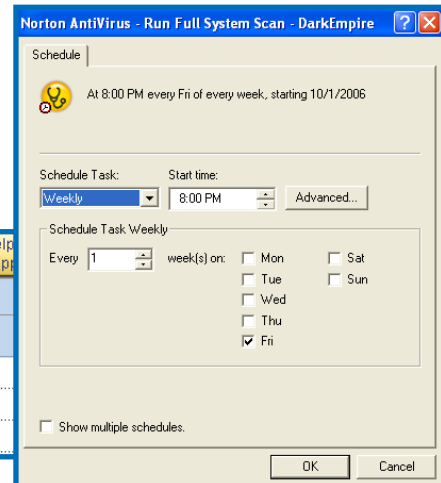 Norton AntiVirus - Run Full System Scan - DarkEmpire
Schedule
At 8:00 PM every Fri of every week, starting 10/1/2006
Schedule Task: Start time:
Weekly 8:00 PM Advanced...
Schedule Task Weekly
Every 1 week(s) on: Mon Sat
Tue Sun
Wed
Thu
Fri
Show multiple schedules.
OK Cancel